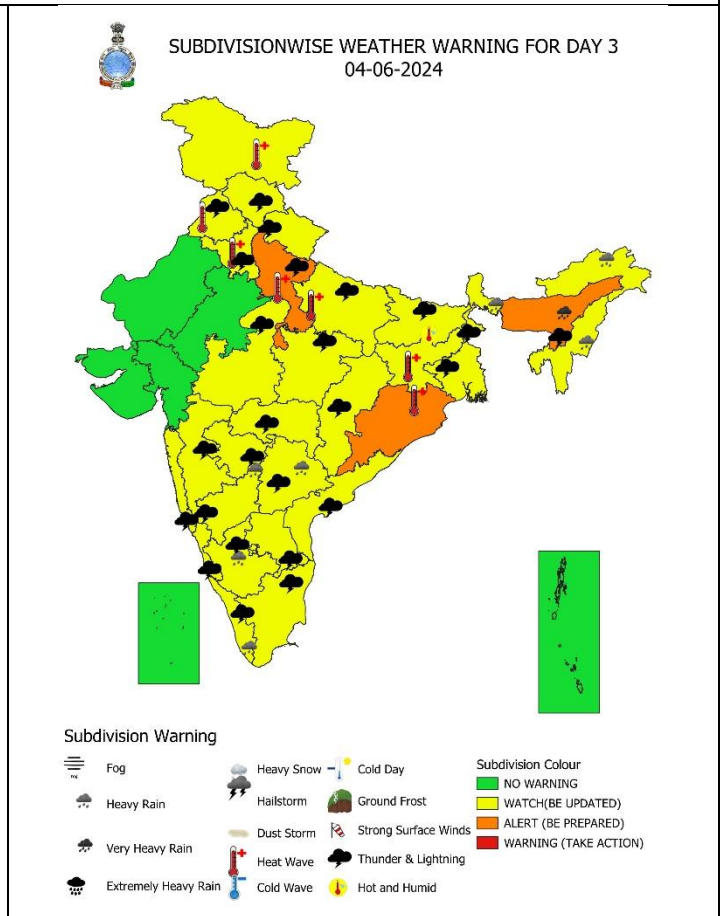 SUBDIVISIONWISE WEATHER WARNING FOR DAY 3
04-06-2024
Subdivision Warning
Fog
Heavy Rain
Very Heavy Rain
Extremely Heavy Rain
Heavy Snow
Hailstorm
Dust Storm
Heat Wave
Cold Wave
Cold Day
Ground Frost
Strong Surface Winds
Thunder & Lightning
Hot and Humid
Subdivision Colour
NO WARNING
WATCH(BE UPDATED)
ALERT (BE PREPARED)
WARNING (TAKE ACTION)